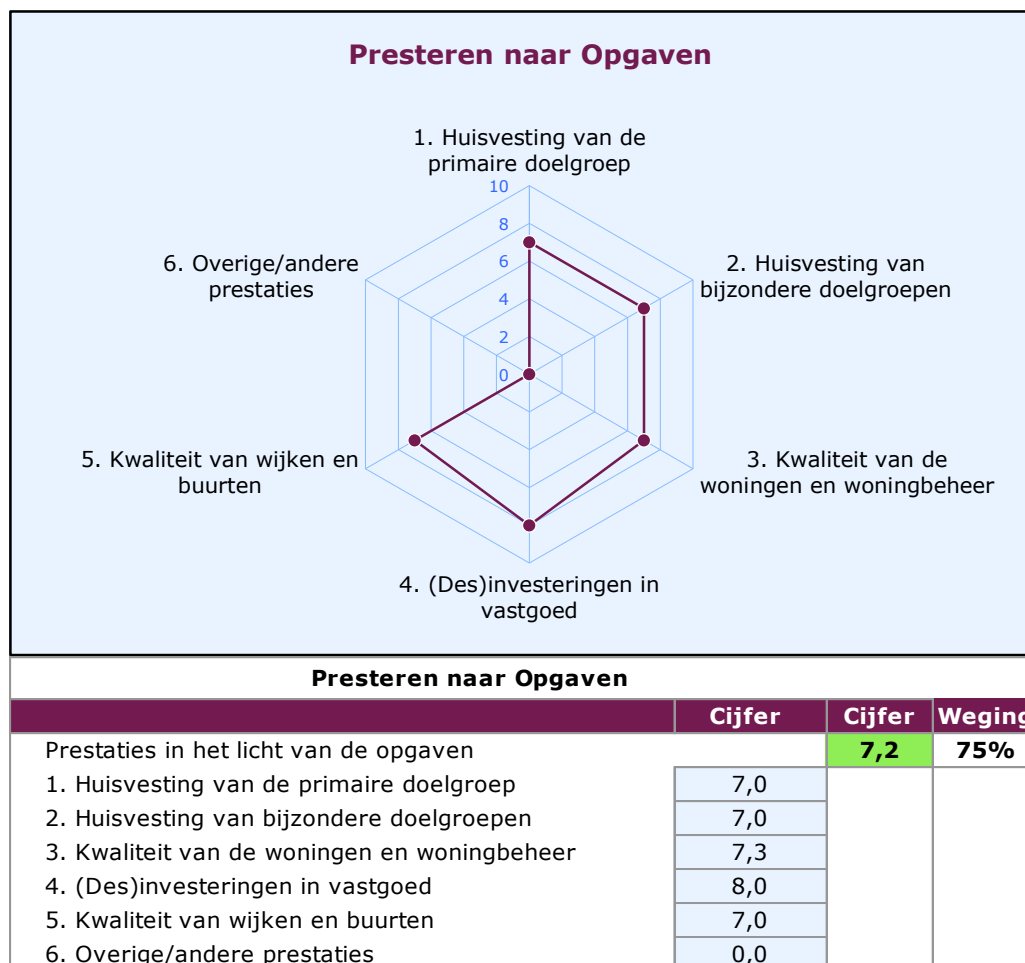 Presteren naar Opgaven
1. Huisvesting van de
primaire doelgroep
10
8
6
4
2
0
2. Huisvesting van
bijzondere doelgroepen
3. Kwaliteit van de
woningen en woningbeheer
4. (Des)investeringen in
vastgoed
5. Kwaliteit van wijken en
buurten
6. Overige/andere
prestaties
Presteren naar Opgaven
Cijfer Cijfer Weging
Prestaties in het licht van de opgaven 7,2 75%
1. Huisvesting van de primaire doelgroep 7,0
2. Huisvesting van bijzondere doelgroepen 7,0
3. Kwaliteit van de woningen en woningbeheer 7,3
4. (Des)investeringen in vastgoed 8,0
5. Kwaliteit van wijken en buurten 7,0
6. Overige/andere prestaties 0,0